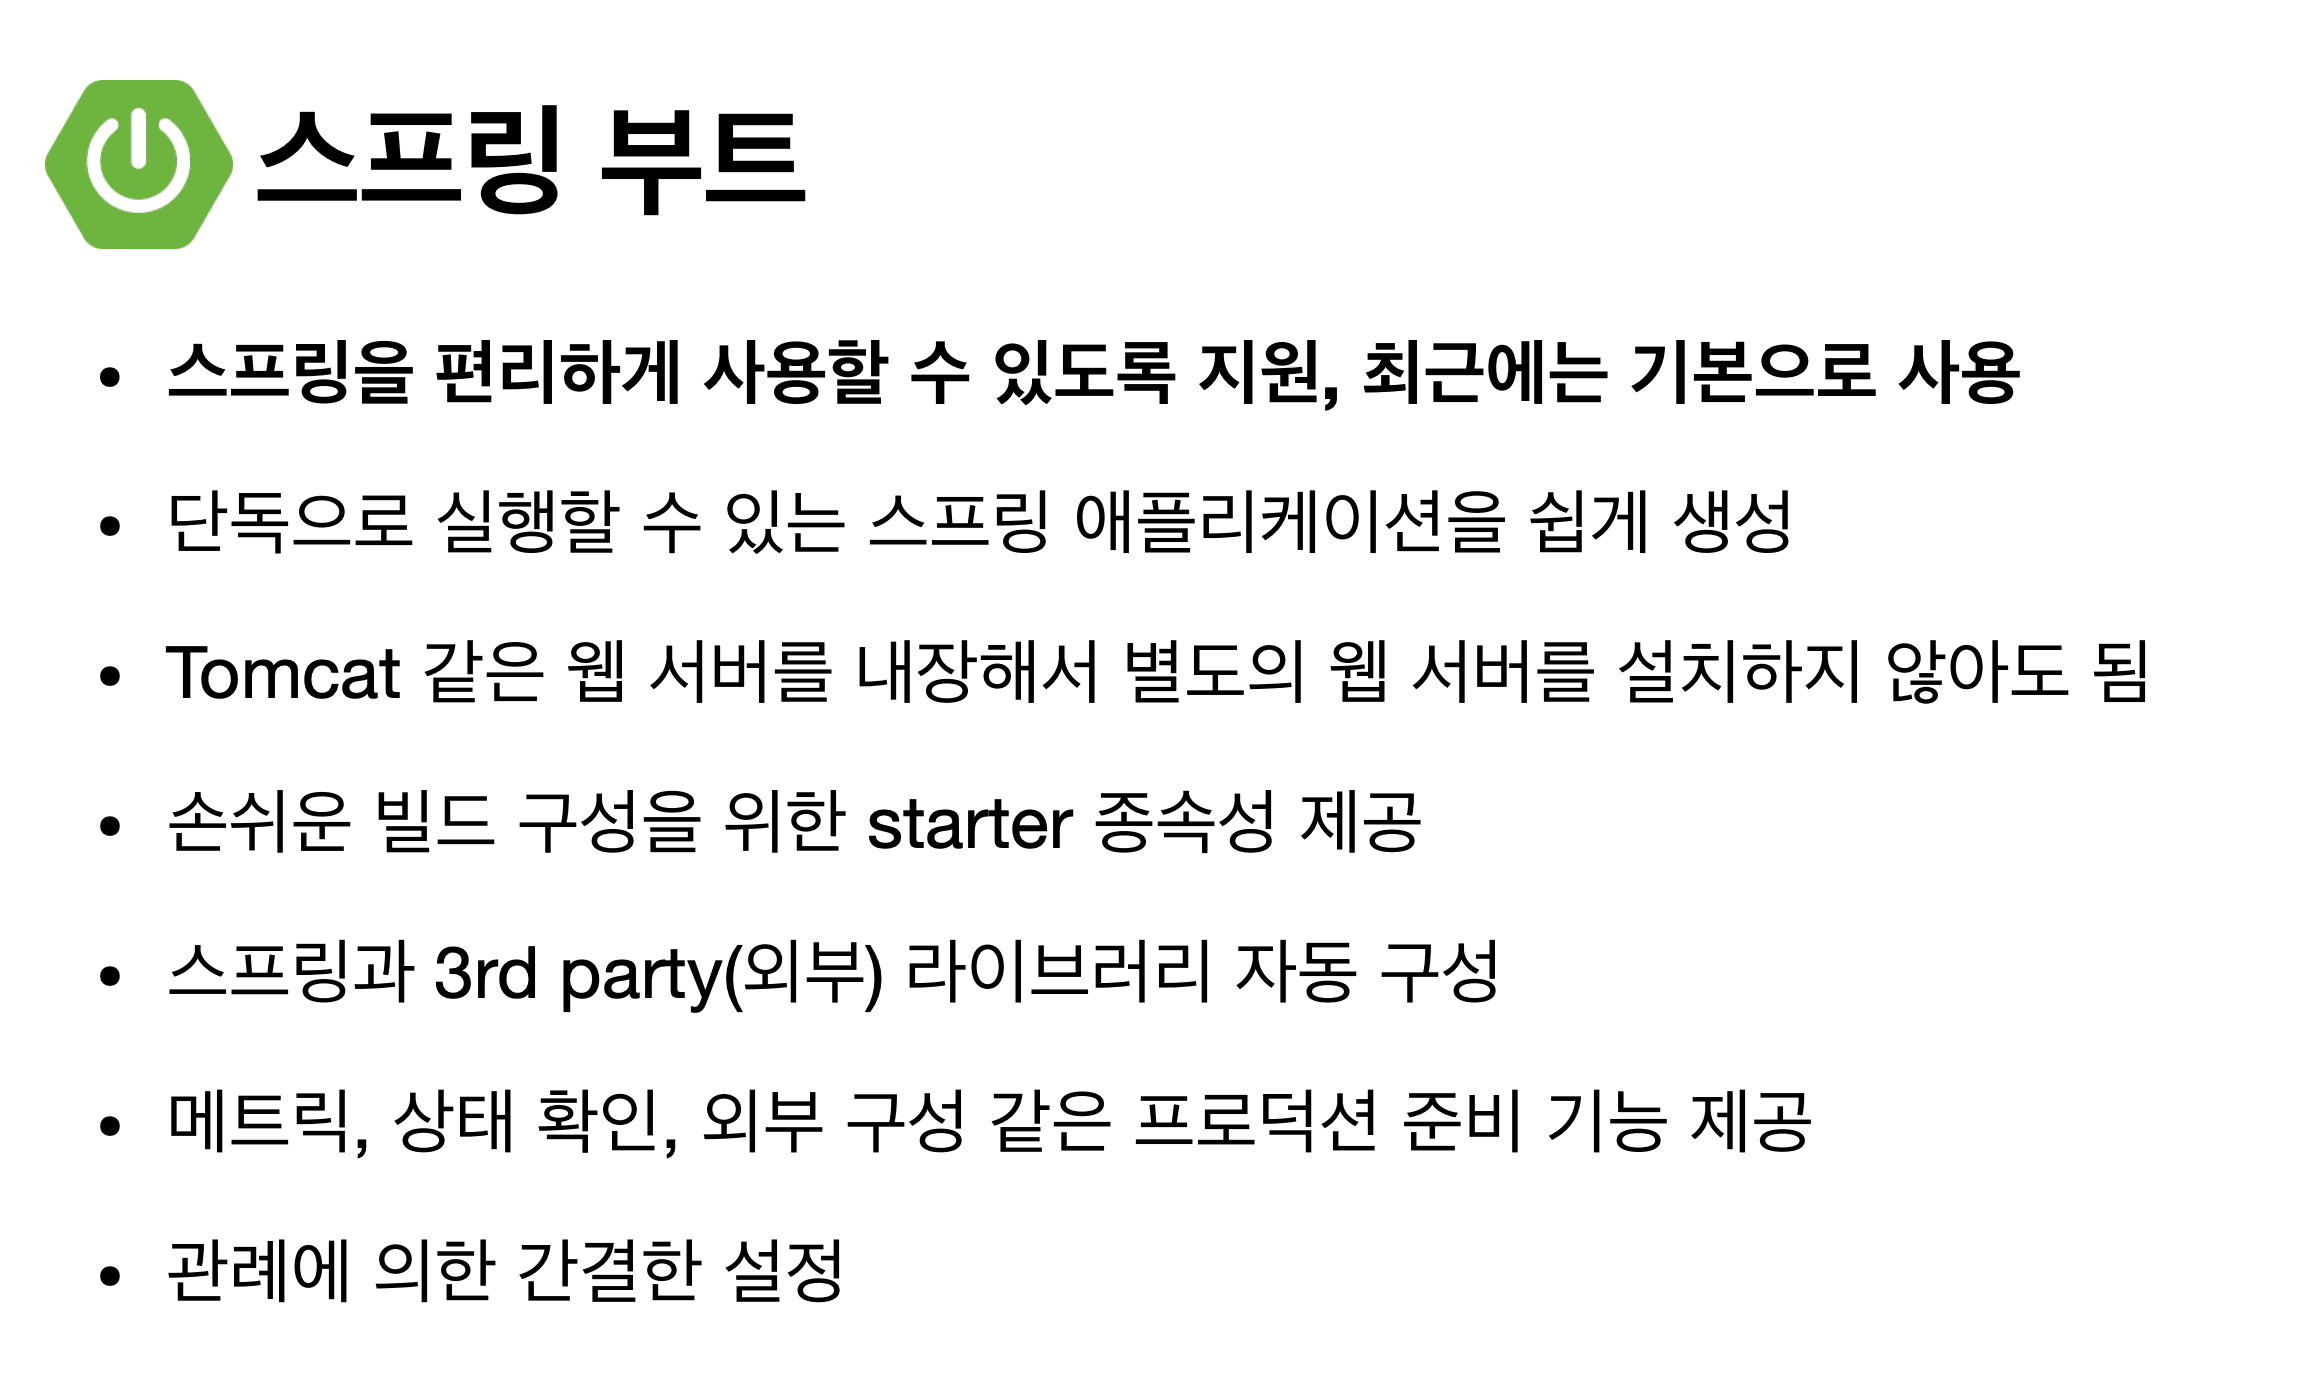 스프링 부트
• 스프링을 편리하게 사용할 수 있도록 지원, 최근에는 기본으로 사용
• 단독으로 실행할 수 있는 스프링 애플리케이션을 쉽게 생성
• Tomcat 같은 웹 서버를 내장해서 별도의 웹 서버를 설치하지 않아도 됨
• 손쉬운 빌드 구성을 위한 starter 종속성 제공
• 스프링과 3rd party(외부) 라이브러리 자동 구성
• 메트릭, 상태 확인, 외부 구성 같은 프로덕션 준비 기능 제공
• 관례에 의한 간결한 설정